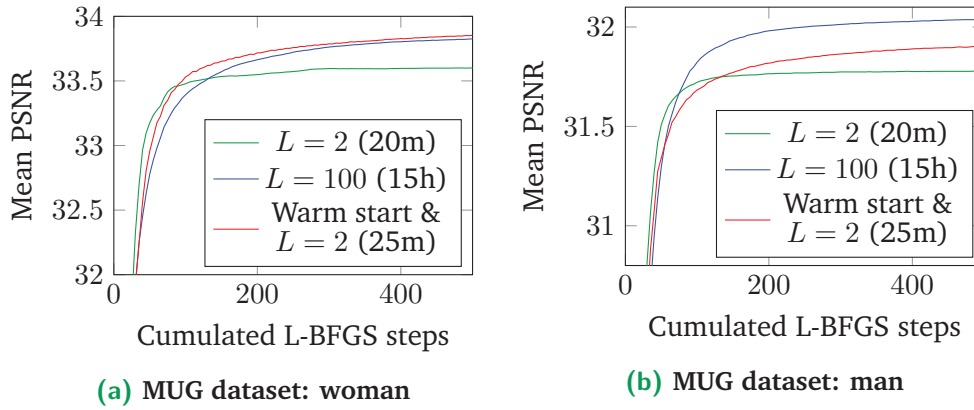 34
33.5
33
32.5
32
Mean PSNR
L = 2 (20m)
L = 100 (15h)
Warm start &
L = 2 (25m)
0
200
400
Cumulated L-BFGS steps
(a) MUG dataset: woman
32
31.5
31
Mean PSNR
L = 2 (20m)
L = 100 (15h)
Warm start &
L = 2 (25m)
0
200
400
Cumulated L-BFGS steps
(b) MUG dataset: man